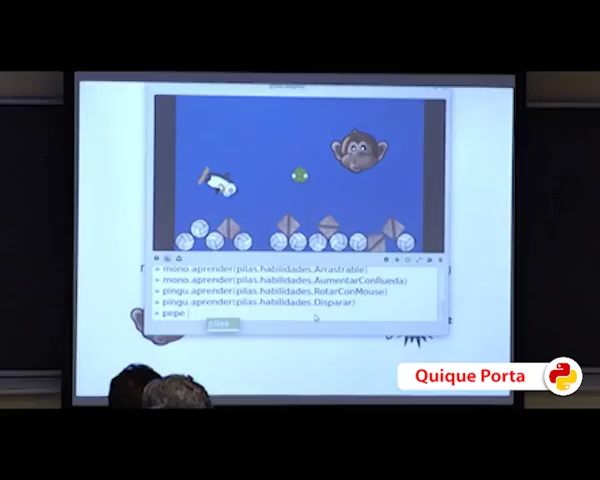 » mono.aprender(pilas.habilidades.Arrastrable)
» mono.aprender(pilas.habilidades.AumentarConRueda)
» pingu.aprender(pilas.habilidades.RotarConMouse)
» pingu.aprender(pilas.habilidades.Disparar)
» pepe
pilas
Quique Porta